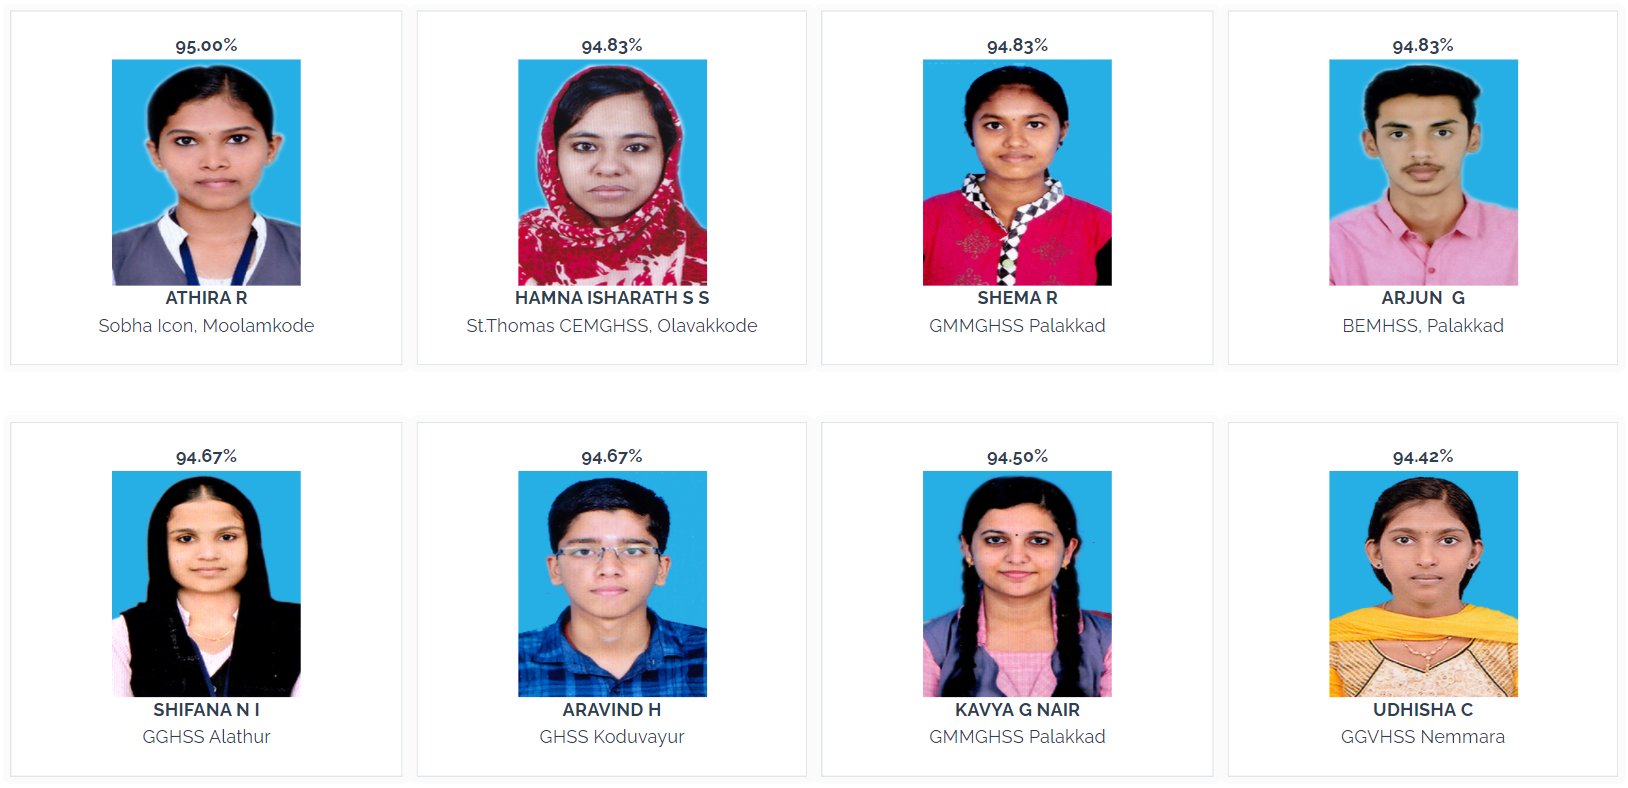 95.00%
94.83%
94.83%
94.83%
ATHIRA R
HAMNA ISHARATH S S
SHEMA R
ARJUN G
Sobha Icon, Moolamkode
St.Thomas CEMGHSS, Olavakkode
GMMGHSS Palakkad
BEMHSS, Palakkad
94.67%
94.67%
94.50%
94.42%
SHIFANA N I
ARAVIND H
KAVYA G NAIR
UDHISHA C
GGHSS Alathur
GHSS Koduvayur
GMMGHSS Palakkad
GGVHSS Nemmara